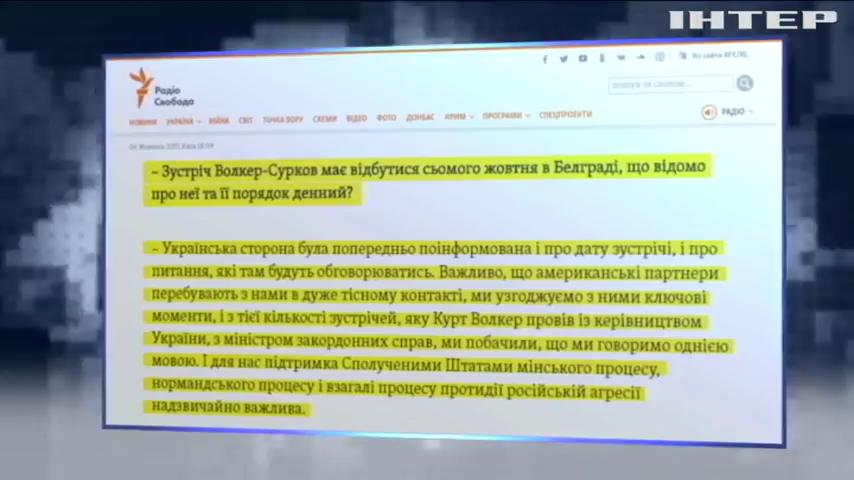 ІНТЕР
Радіо
Свобода
пошук за словом...
НОВИНИ УКРАЇНА ВІЙНА СВІТ ТОЧКА ЗОРУ СХЕМИ ВІДЕО ФОТО ДОНБАС КРИМ ПРОГРАМИ СПЕЦПРОЕКТИ РАДІО
– Зустріч Волкер-Сурков має відбутися сьомого жовтня в Белграді, що відомо
про неї та її порядок денний?
– Українська сторона була попередньо поінформована і про дату зустрічі, і про
питання, які там будуть обговорюватись. Важливо, що американські партнери
перебувають з нами в дуже тісному контакті, ми узгоджуємо з ними ключові
моменти, і з тієї кількості зустрічей, яку Курт Волкер провів із керівництвом
України, з міністром закордонних справ, ми побачили, що ми говоримо однією
мовою. І для нас підтримка Сполученими Штатами мінського процесу,
нормандського процесу і взагалі процесу протидії російській агресії
надзвичайно важлива.